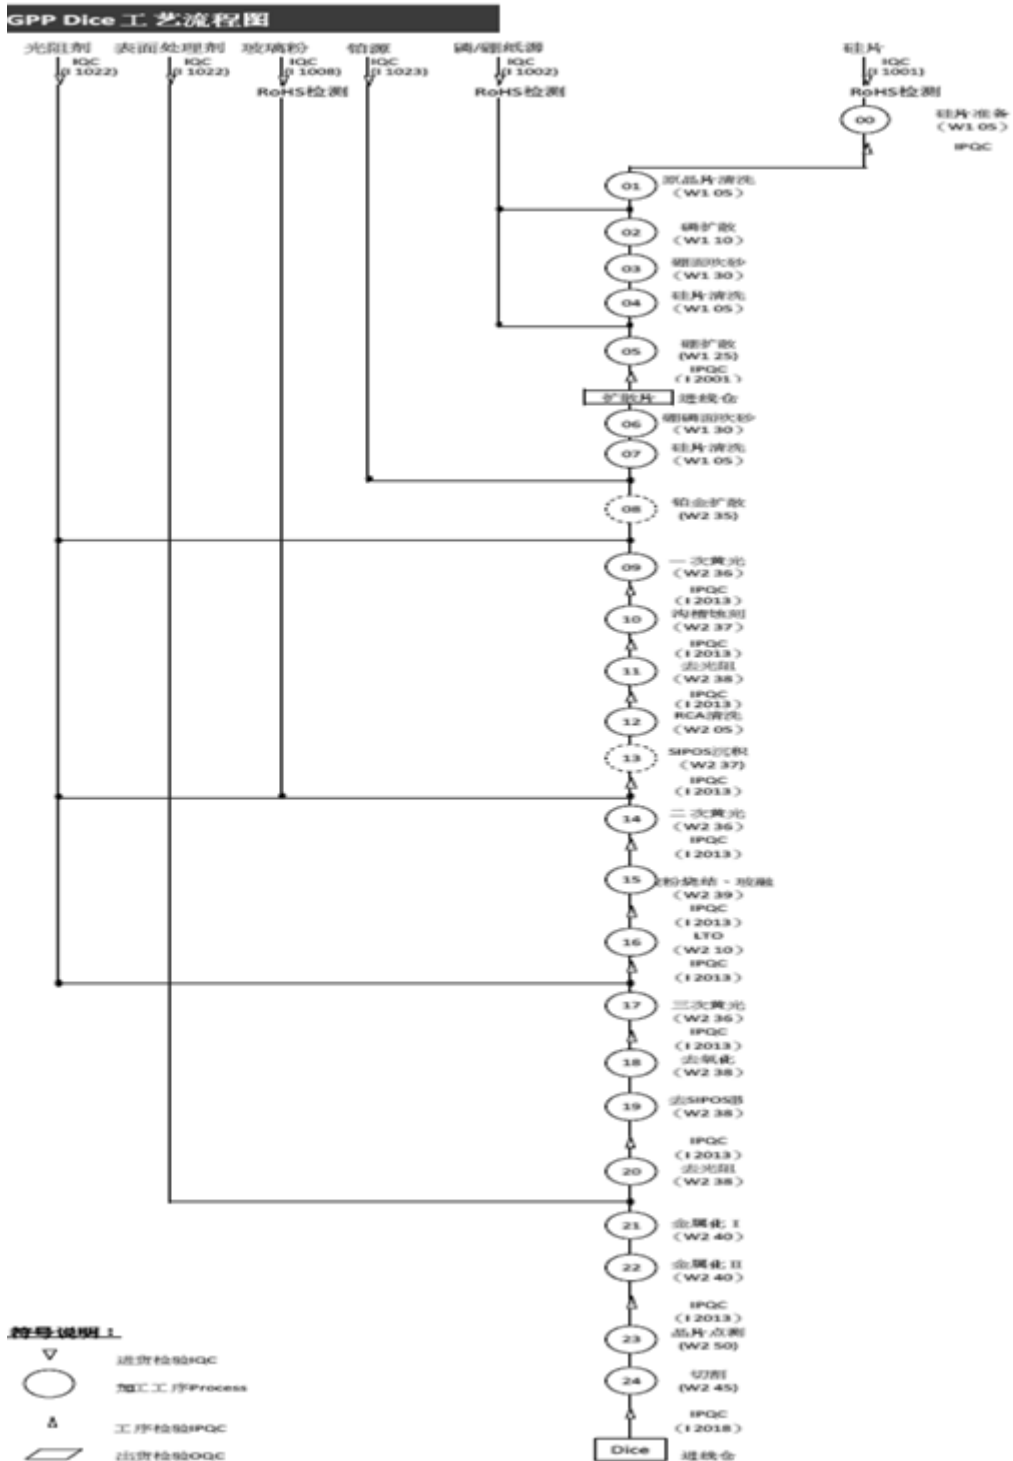 GPP Dice 工 艺流程图
光阻剂 表面处理剂 玻璃粉 铂源 磷/硼纸源 硅片
IQC IQC IQC IQC IQC IQC
(I 1022) (I 1022) (I 1008) (I 1023) (I 1002) (I 1001)
RoHS检测 RoHS检测 RoHS检测
00 硅片准备
(W1 05)
IPQC
01 原晶片清洗
(W1 05)
02 磷扩散
(W1 10)
03 硼面吹砂
(W1 30)
04 硅片清洗
(W1 05)
05 硼扩散
(W1 25)
IPQC
(I 2001)
扩散片 进线仓
06 硼磷面吹砂
(W1 30)
07 硅片清洗
(W1 05)
08 铂金扩散
(W2 35)
09 一次黄光
(W2 36)
IPQC
(I 2013)
10 沟槽蚀刻
(W2 37)
IPQC
(I 2013)
11 去光阻
(W2 38)
IPQC
(I 2013)
12 RCA清洗
(W2 05)
13 SIPOS沉积
(W2 37)
IPQC
(I 2013)
14 二次黄光
(W2 36)
IPQC
(I 2013)
15 粉烧结、玻融
(W2 39)
IPQC
(I 2013)
16 LTO
(W2 10)
IPQC
(I 2013)
17 三次黄光
(W2 36)
IPQC
(I 2013)
18 去氧化
(W2 38)
19 去SIPOS
(W2 38)
IPQC
(I 2013)
20 去光阻
(W2 38)
21 金属化 I
(W2 40)
22 金属化 II
(W2 40)
IPQC
(I 2013)
23 晶片点测
(W2 50)
24 切割
(W2 45)
IPQC
(I 2018)
Dice 进线仓
符号说明：
进货检验IQC
加工工序Process
工序检验IPQC
出货检验OQC